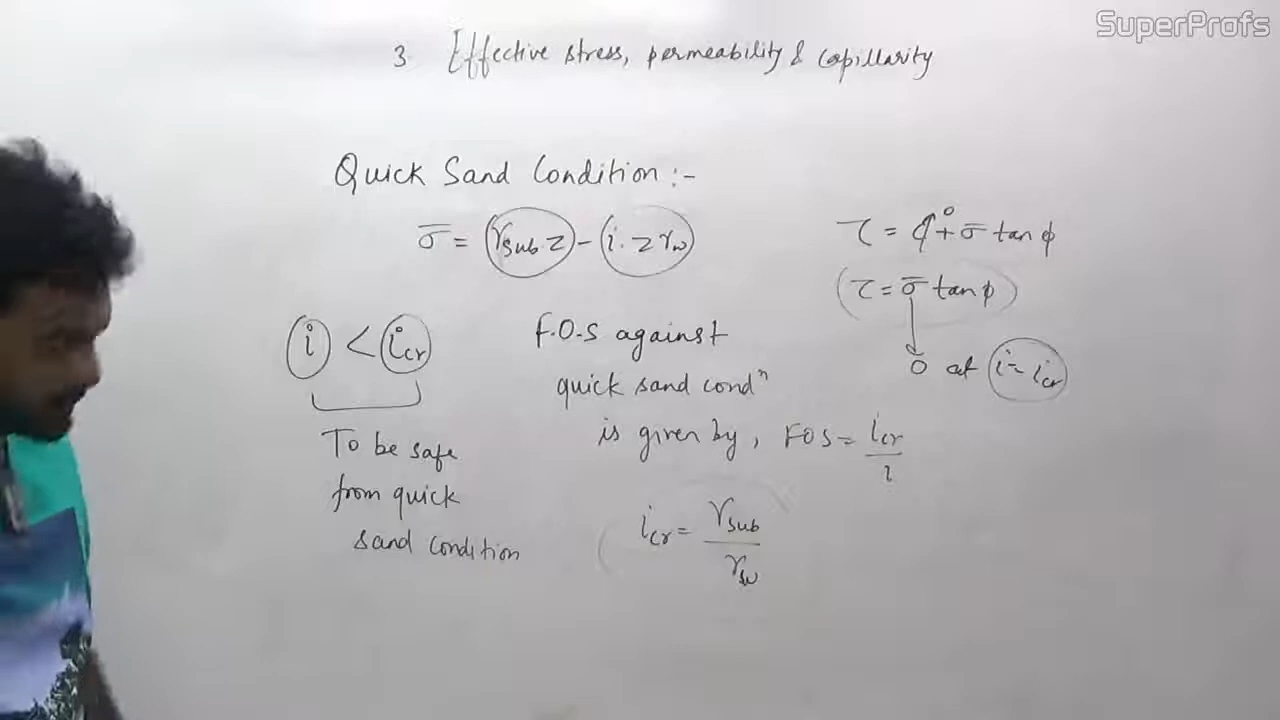 SuperProfs
3. Effective stress, permeability & capillarity
Quick Sand Condition :-
σ̄ = (γsub z) - (i. z γw)
i < icr
To be safe
from quick
sand condition
F.O.S against
quick sand condⁿ
is given by, FOS = icr/i
icr = γsub/γw
τ = c⁰ + σ̄ tan φ
(τ = σ̄ tan φ)
0 at i = icr